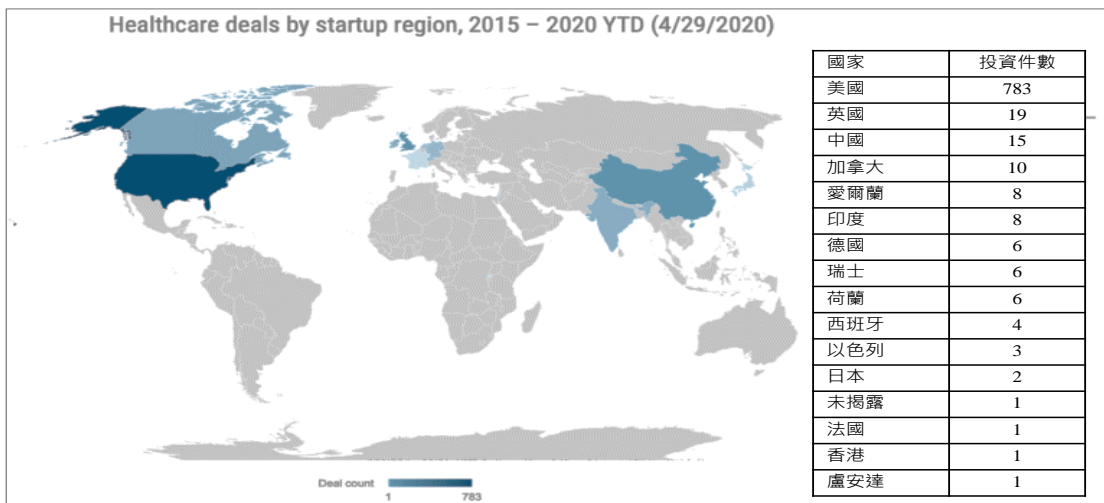 Healthcare deals by startup region, 2015 – 2020 YTD (4/29/2020)
國家 投資件數
美國 783
英國 19
中國 15
加拿大 10
愛爾蘭 8
印度 8
德國 6
瑞士 6
荷蘭 6
西班牙 4
以色列 3
日本 2
未揭露 1
法國 1
香港 1
盧安達 1
Deal count
1 783